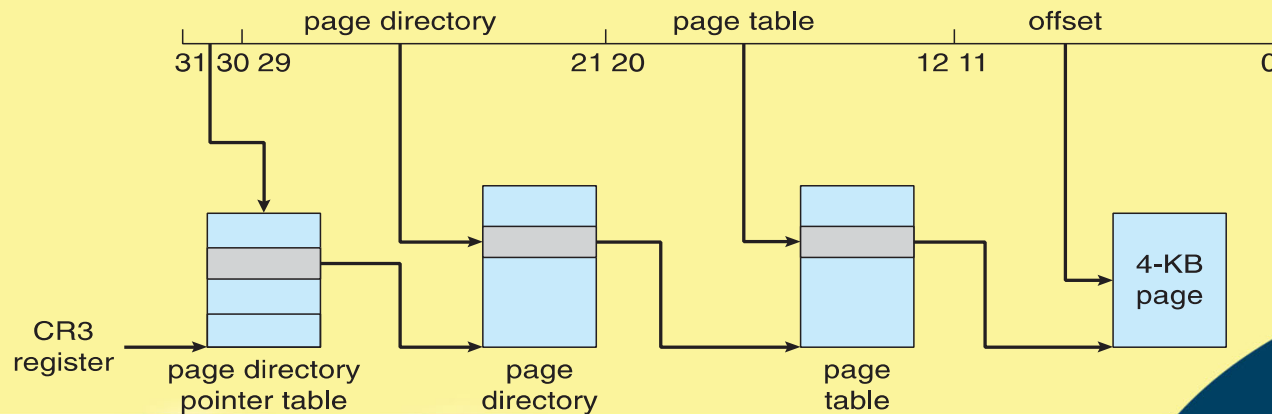 page directory page table offset
31 30 29 21 20 12 11 0
4-KB
page
CR3
register
page directory
pointer table
page
directory
page
table